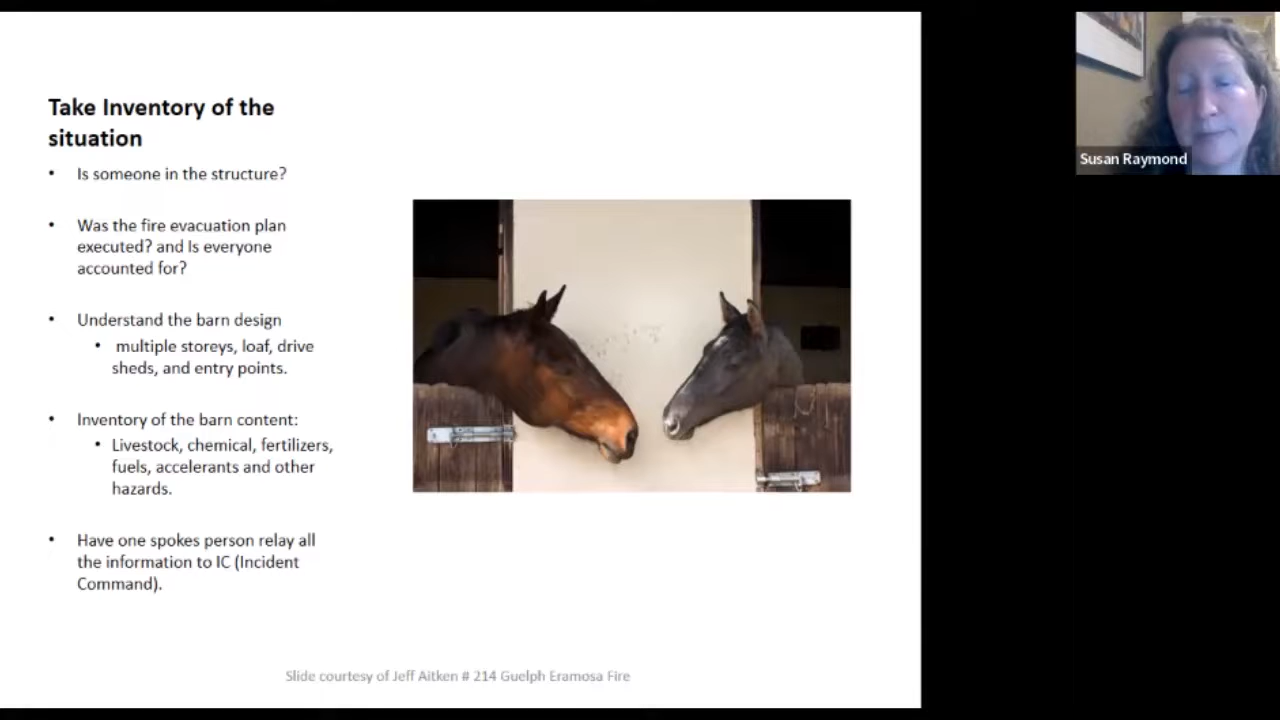 Take Inventory of the
situation
• Is someone in the structure?
• Was the fire evacuation plan
executed? and Is everyone
accounted for?
• Understand the barn design
• multiple storeys, loaf, drive
sheds, and entry points.
• Inventory of the barn content:
• Livestock, chemical, fertilizers,
fuels, accelerants and other
hazards.
• Have one spokes person relay all
the information to IC (Incident
Command).
Slide courtesy of Jeff Aitken # 214 Guelph Eramosa Fire
Susan Raymond